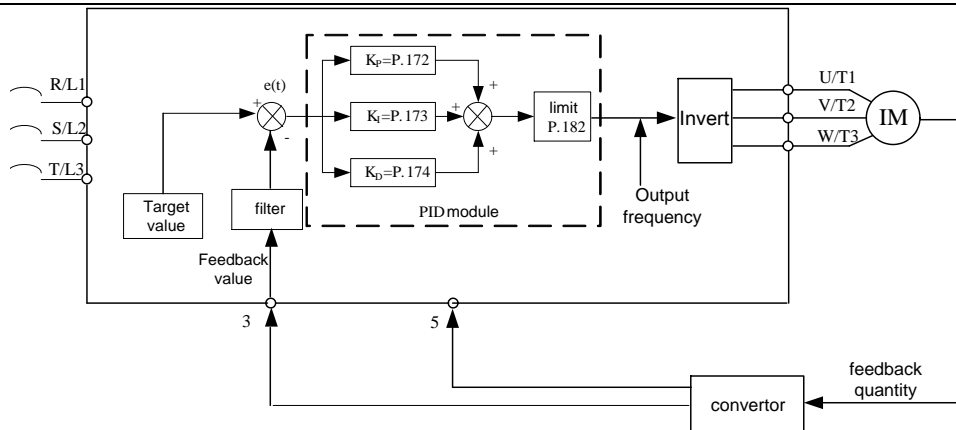 R/L1
S/L2
T/L3
Target
value
e(t)
+
-
filter
Feedback
value
K_P=P.172
K_I=P.173
K_D=P.174
+
+
+
limit
P.182
PID module
Output
frequency
Invert
U/T1
V/T2
W/T3
IM
3
5
convertor
feedback
quantity